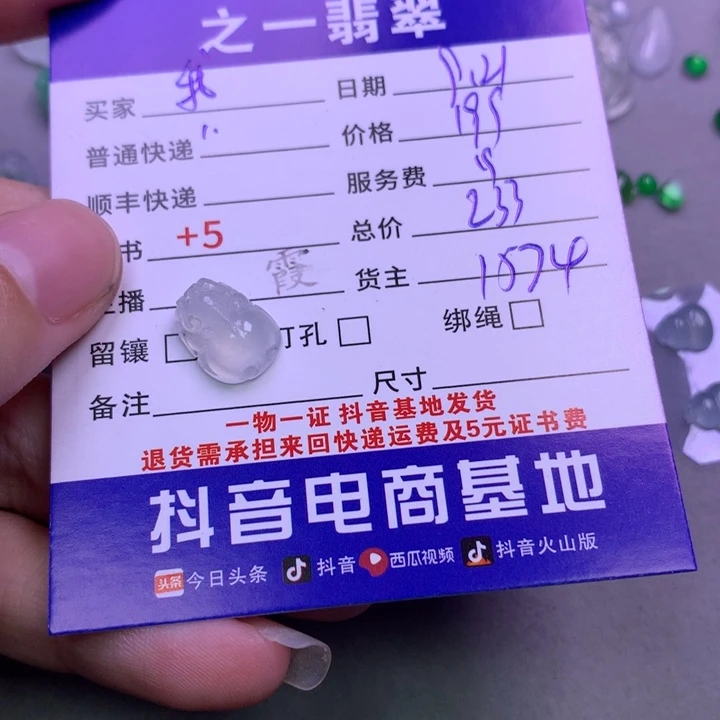 之一翡翠
买家 日期
普通快递 价格 195
顺丰快递 服务费
书 +5 总价 233
播 霞 货主 1074
留镶 打孔 绑绳
备注 尺寸
一物一证 抖音基地发货
退货需承担来回快递运费及5元证书费
抖音电商基地
头条 今日头条 抖音 西瓜视频 抖音火山版